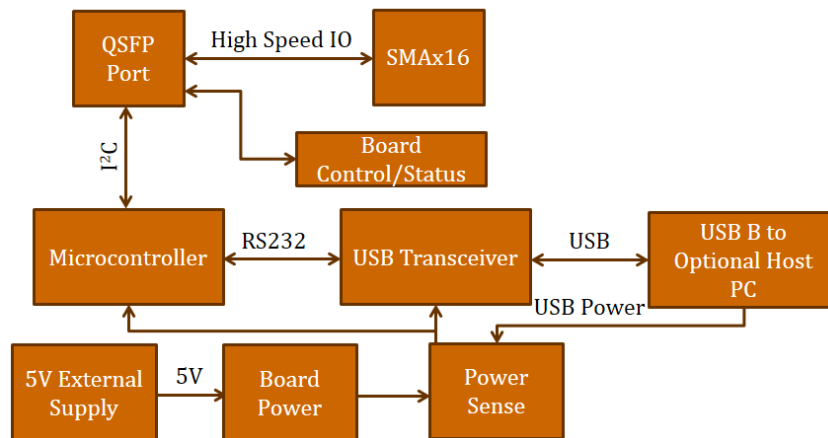 QSFP
Port
High Speed IO
SMAx16
I²C
Board
Control/Status
Microcontroller
RS232
USB Transceiver
USB
USB B to
Optional Host
PC
USB Power
5V External
Supply
5V
Board
Power
Power
Sense